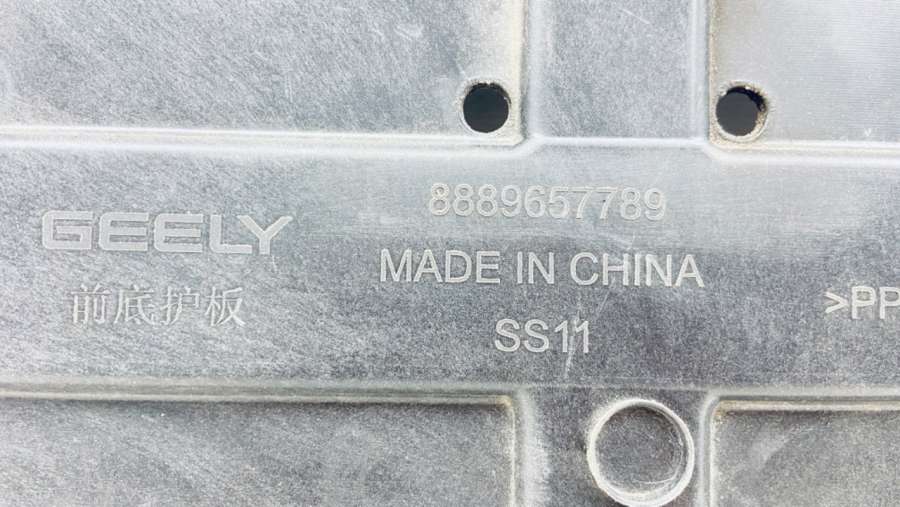 8889657789
GEELY
MADE IN CHINA
前底护板
>PP
SS11